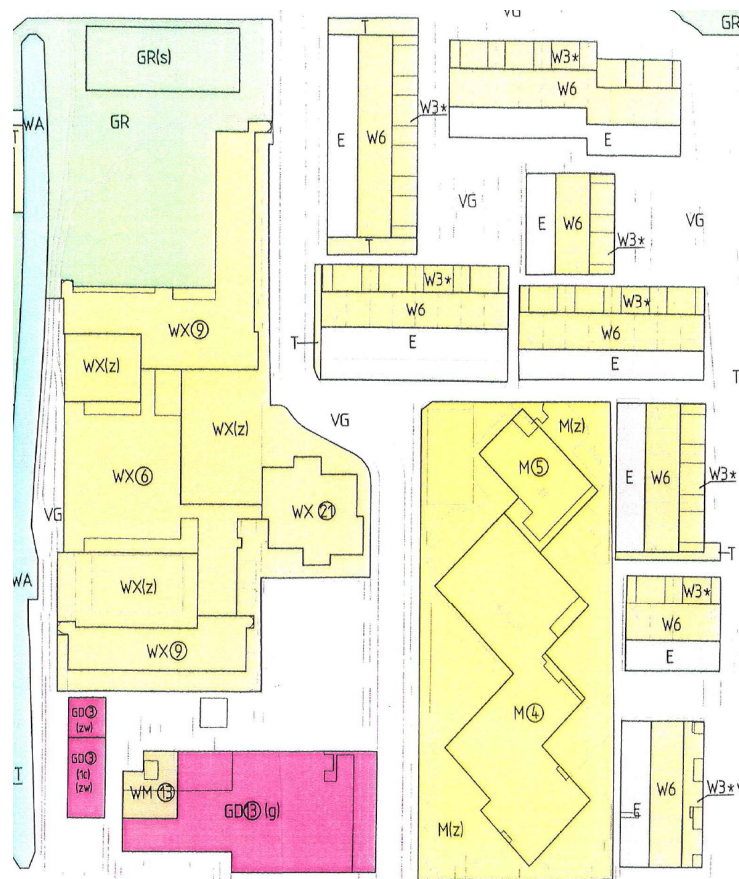 VG
GR
GR(s)
T
W3*
WA
GR
W3*
W6
T
E
W6
E
VG
E
W6
VG
W3*
T
W3*
W3*
WX⑨
W6
W6
T
E
E
WX(z)
T
VG
M(z)
WX(z)
M⑤
E
W6
WX⑥
W3*
WX㉑
VG
T
WA
WX(z)
W3*
W6
WX⑨
E
GD③
(zw)
M④
GD③
(1c)
(zw)
T
WM⑬
W6
W3*
GD⑬(g)
E
M(z)